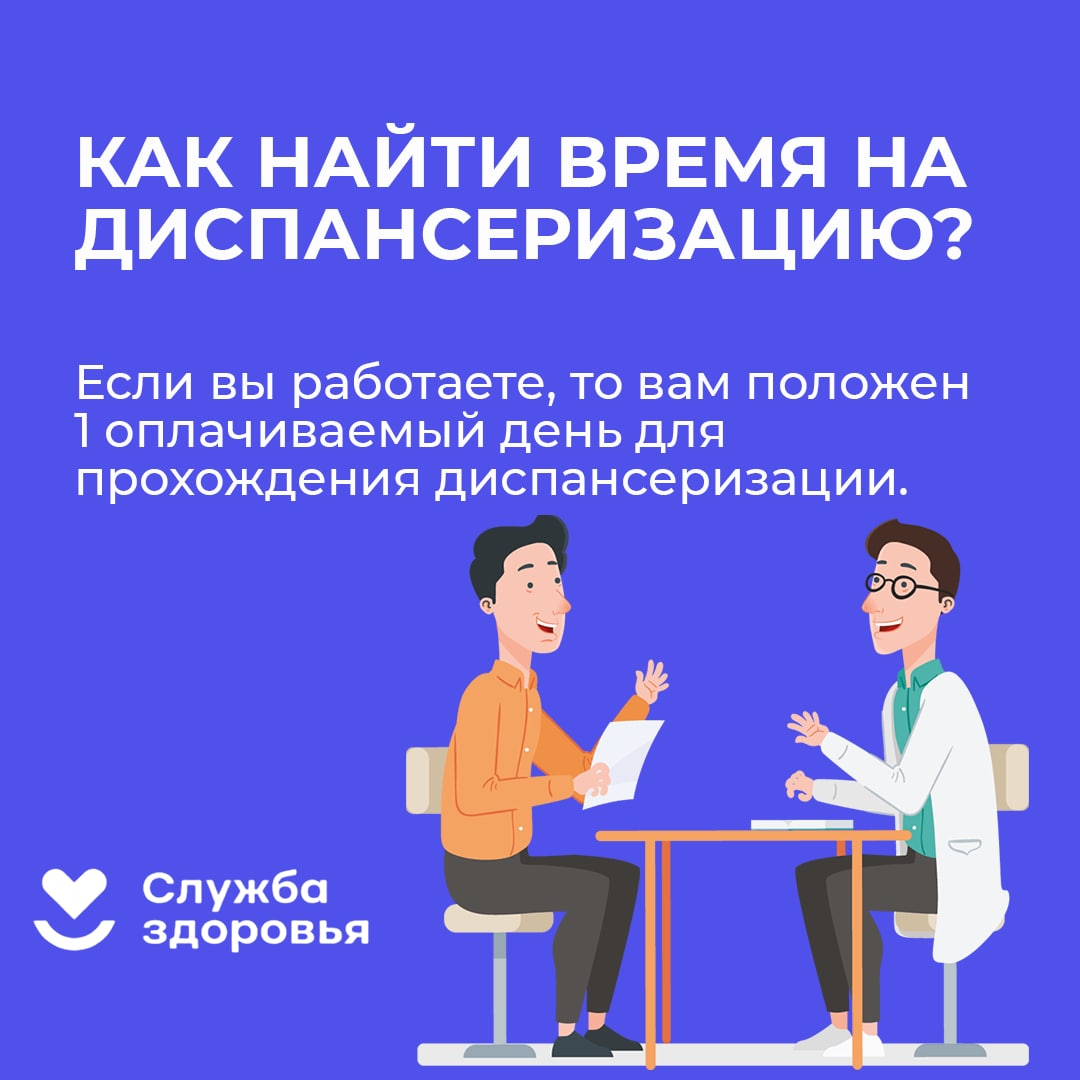 КАК НАЙТИ ВРЕМЯ НА
ДИСПАНСЕРИЗАЦИЮ?
Если вы работаете, то вам положен
1 оплачиваемый день для
прохождения диспансеризации.
Служба
здоровья